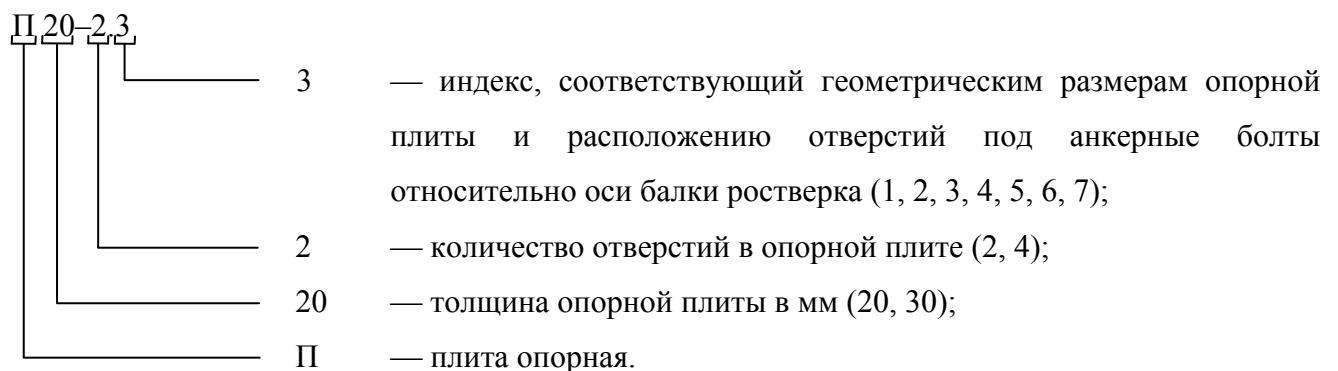 П 20–2.3
3 — индекс, соответствующий геометрическим размерам опорной
плиты и расположению отверстий под анкерные болты
относительно оси балки ростверка (1, 2, 3, 4, 5, 6, 7);
2 — количество отверстий в опорной плите (2, 4);
20 — толщина опорной плиты в мм (20, 30);
П — плита опорная.